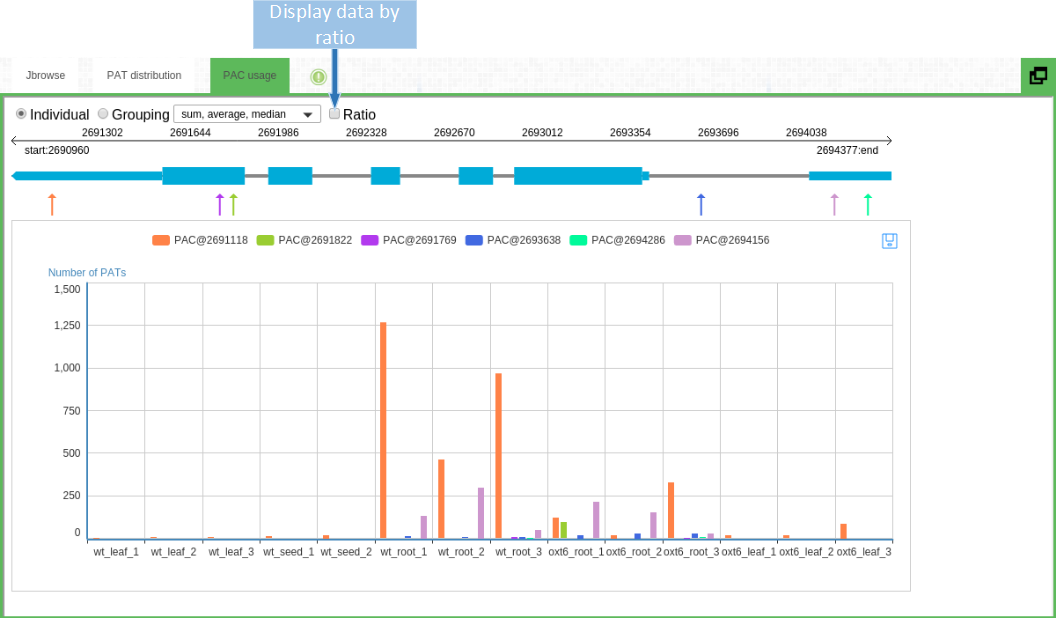 Display data by
ratio
Jbrowse
PAT distribution
PAC usage
Individual
Grouping
sum, average, median
Ratio
2691302 2691644 2691986 2692328 2692670 2693012 2693354 2693696 2694038
start:2690960
2694377:end
PAC@2691118 PAC@2691822 PAC@2691769 PAC@2693638 PAC@2694286 PAC@2694156
Number of PATs
1,500
1,250
1,000
750
500
250
0
wt_leaf_1 wt_leaf_2 wt_leaf_3 wt_seed_1 wt_seed_2 wt_root_1 wt_root_2 wt_root_3 oxt6_root_1 oxt6_root_2 oxt6_root_3 oxt6_leaf_1 oxt6_leaf_2 oxt6_leaf_3